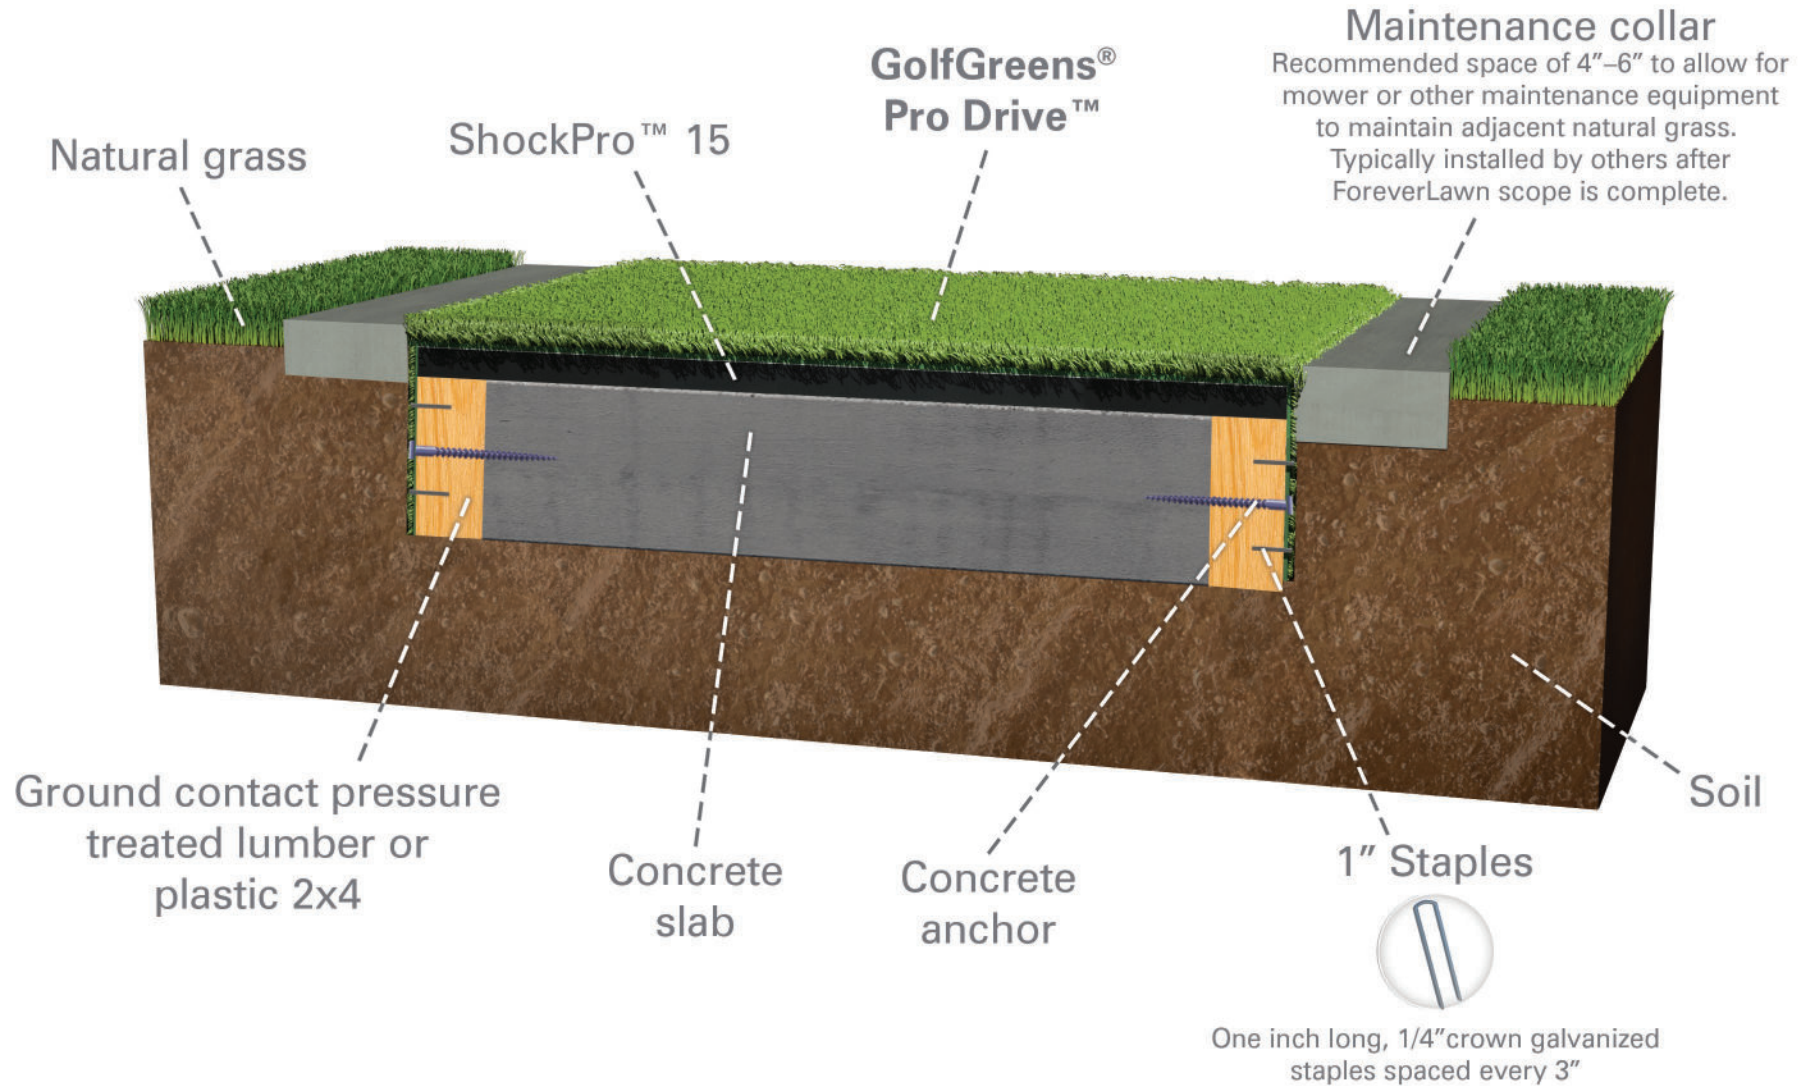 Maintenance collar
Recommended space of 4”–6” to allow for
mower or other maintenance equipment
to maintain adjacent natural grass.
Typically installed by others after
ForeverLawn scope is complete.
GolfGreens®
Pro Drive™
ShockPro™ 15
Natural grass
Ground contact pressure
treated lumber or
plastic 2x4
Concrete
slab
Concrete
anchor
1” Staples
One inch long, 1/4”crown galvanized
staples spaced every 3”
Soil